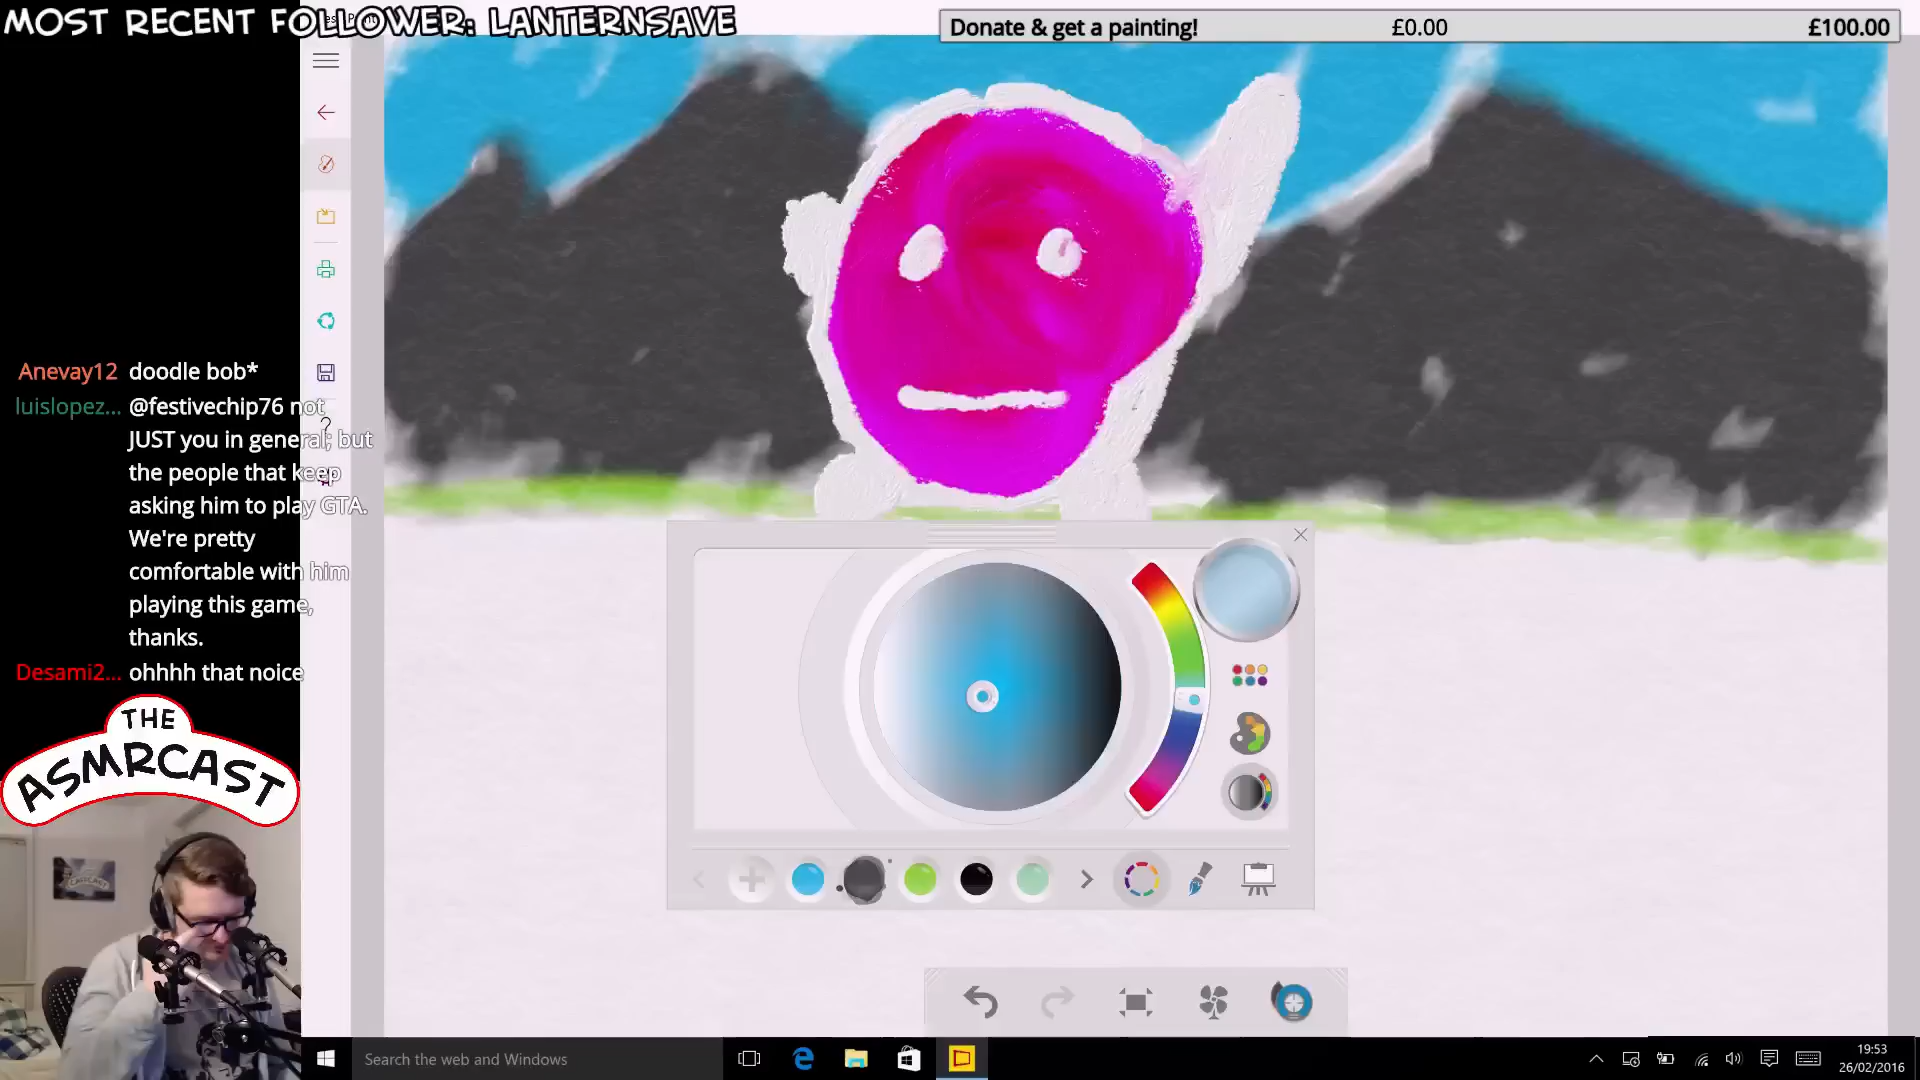 MOST RECENT FOLLOWER: LANTERNSAVE
Donate & get a painting! £0.00 £100.00
Anevay12 doodle bob*
luislopez... @festivechip76 not
JUST you in general; but
the people that keep
asking him to play GTA.
We're pretty
comfortable with him
playing this game,
thanks.
Desami2... ohhhh that noice
THE
ASMRCAST
Search the web and Windows
19:53
26/02/2016